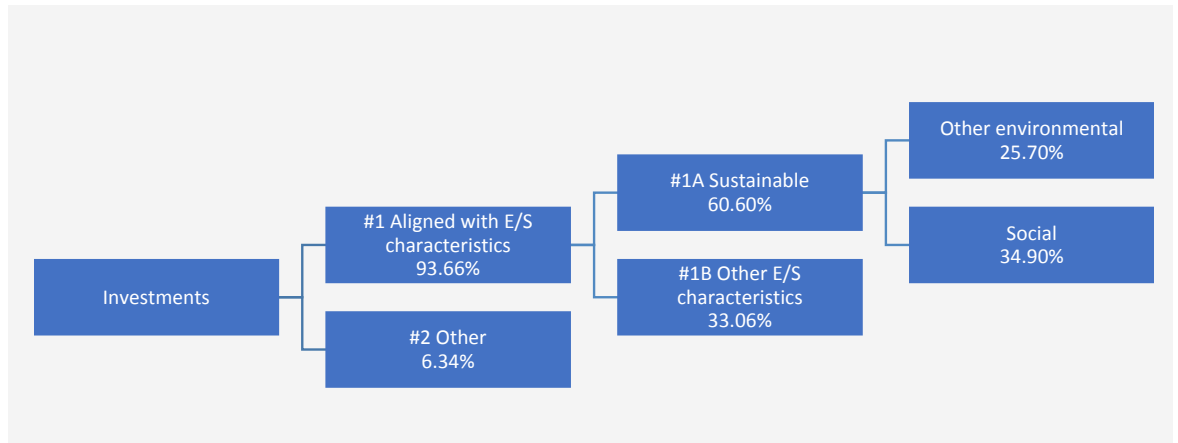 Investments
#1 Aligned with E/S
characteristics
93.66%
#2 Other
6.34%
#1A Sustainable
60.60%
#1B Other E/S
characteristics
33.06%
Other environmental
25.70%
Social
34.90%